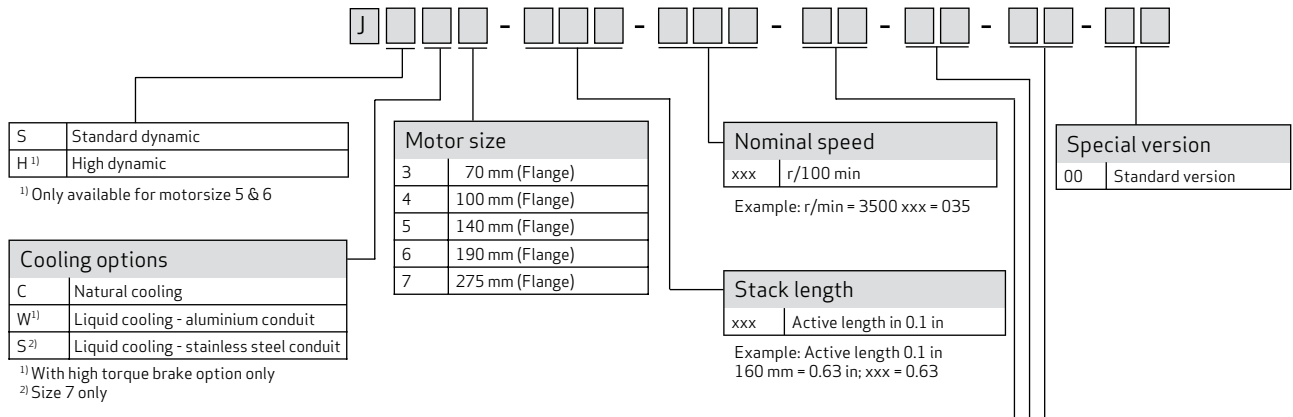 J - - - - - -
S Standard dynamic
H 1) High dynamic
1) Only available for motorsize 5 & 6
Cooling options
C Natural cooling
W1) Liquid cooling - aluminium conduit
S 2) Liquid cooling - stainless steel conduit
1) With high torque brake option only
2) Size 7 only
Motor size
3 70 mm (Flange)
4 100 mm (Flange)
5 140 mm (Flange)
6 190 mm (Flange)
7 275 mm (Flange)
Nominal speed
xxx r/100 min
Example: r/min = 3500 xxx = 035
Stack length
xxx Active length in 0.1 in
Example: Active length 0.1 in
160 mm = 0.63 in; xxx = 0.63
Special version
00 Standard version